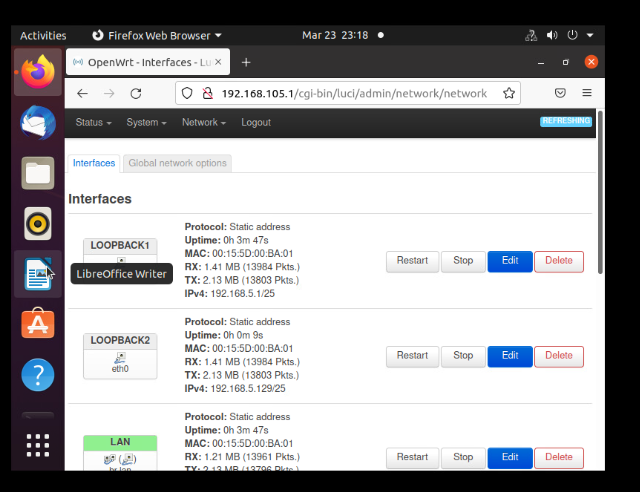 Activities Firefox Web Browser Mar 23 23:18
OpenWrt - Interfaces - Lu
192.168.105.1/cgi-bin/luci/admin/network/network
Status System Network Logout REFRESHING
Interfaces Global network options
Interfaces
LOOPBACK1
Protocol: Static address
Uptime: 0h 3m 47s
MAC: 00:15:5D:00:BA:01
RX: 1.41 MB (13984 Pkts.)
TX: 2.13 MB (13803 Pkts.)
IPv4: 192.168.5.1/25
Restart Stop Edit Delete
LibreOffice Writer
LOOPBACK2
eth0
Protocol: Static address
Uptime: 0h 0m 9s
MAC: 00:15:5D:00:BA:01
RX: 1.41 MB (13984 Pkts.)
TX: 2.13 MB (13803 Pkts.)
IPv4: 192.168.5.129/25
Restart Stop Edit Delete
LAN
Protocol: Static address
Uptime: 0h 3m 47s
MAC: 00:15:5D:00:BA:01
RX: 1.21 MB (13961 Pkts.)
TX: 2.13 MB (13796 Pkts.)
Restart Stop Edit Delete